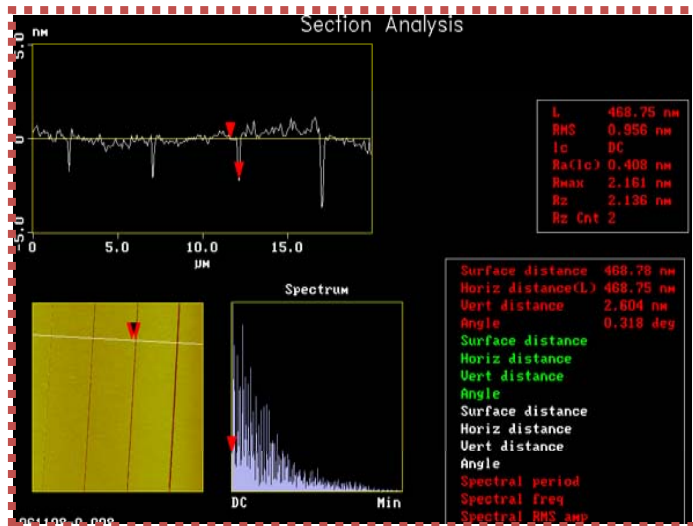 Section Analysis
nM
5.0
0
-5.0
0 5.0 10.0 15.0
µM
L 468.75 nM
RMS 0.956 nM
lc DC
Ra(lc) 0.408 nM
Rmax 2.161 nM
Rz 2.136 nM
Rz Cnt 2
Spectrum
DC Min
Surface distance 468.78 nM
Horiz distance(L) 468.75 nM
Vert distance 2.604 nM
Angle 0.318 deg
Surface distance
Horiz distance
Vert distance
Angle
Surface distance
Horiz distance
Vert distance
Angle
Spectral period
Spectral freq
Spectral RMS amp